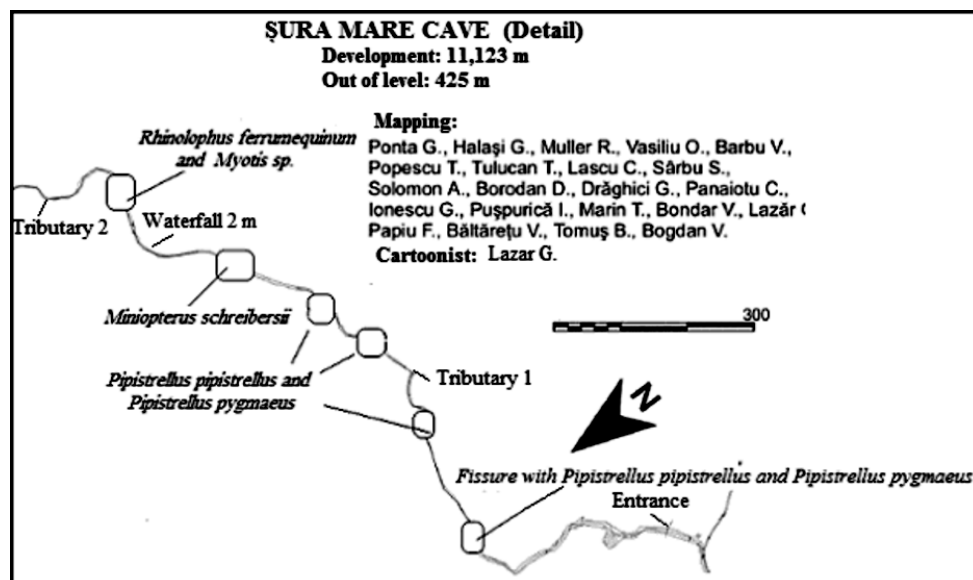 ȘURA MARE CAVE (Detail)
Development: 11,123 m
Out of level: 425 m
Mapping:
Ponta G., Halaşi G., Muller R., Vasiliu O., Barbu V.,
Popescu T., Tulucan T., Lascu C., Sârbu S.,
Solomon A., Borodan D., Drăghici G., Panaiotu C.,
Ionescu G., Puşpurică I., Marin T., Bondar V., Lazăr G
Papiu F., Băltăreţu V., Tomuş B., Bogdan V.
Cartoonist: Lazar G.
Rhinolophus ferrumequinum
and Myotis sp.
Tributary 2
Waterfall 2 m
Miniopterus schreibersii
300
Pipistrellus pipistrellus and
Pipistrellus pygmaeus
Tributary 1
N
Fissure with Pipistrellus pipistrellus and Pipistrellus pygmaeus
Entrance